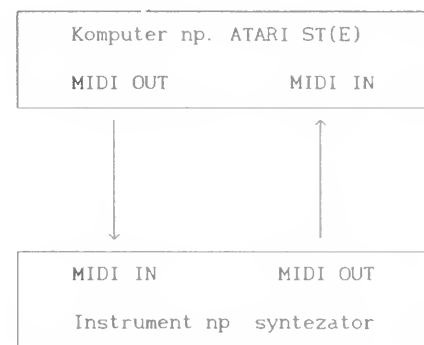 Komputer np. ATARI ST(E)
MIDI OUT MIDI IN
MIDI IN MIDI OUT
Instrument np syntezator